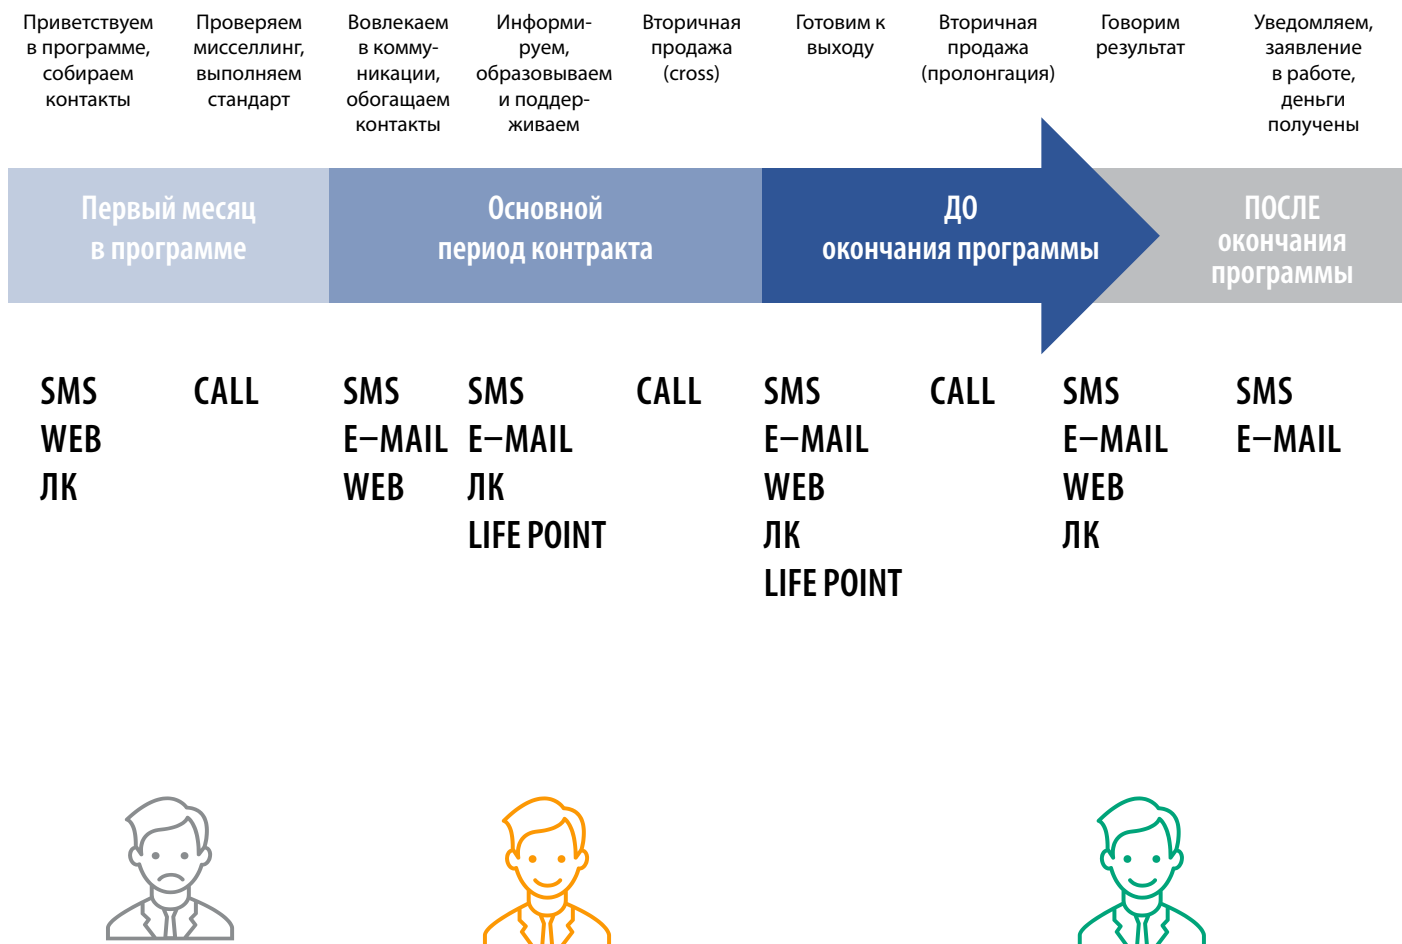 Приветствуем
в программе,
собираем
контакты
Проверяем
мисселлинг,
выполняем
стандарт
Вовлекаем
в комму-
никации,
обогащаем
контакты
Информи-
руем,
образовываем
и поддер-
живаем
Вторичная
продажа
(cross)
Готовим к
выходу
Вторичная
продажа
(пролонгация)
Говорим
результат
Уведомляем,
заявление
в работе,
деньги
получены
Первый месяц
в программе
Основной
период контракта
ДО
окончания программы
ПОСЛЕ
окончания
программы
SMS
WEB
ЛК
CALL
SMS
E–MAIL
WEB
SMS
E–MAIL
ЛК
LIFE POINT
CALL
SMS
E–MAIL
WEB
ЛК
LIFE POINT
CALL
SMS
E–MAIL
WEB
ЛК
SMS
E–MAIL